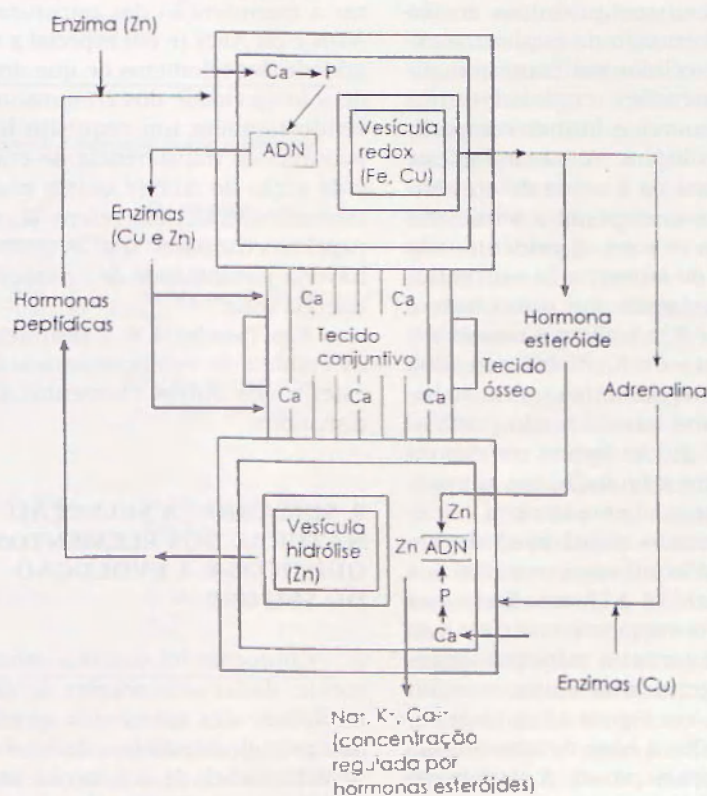 Enzima (Zn)
Ca
P
ADN
Vesícula
redox
(Fe, Cu)
Enzimas
(Cu e Zn)
Ca
Ca
Hormonas
peptídicas
Tecido
conjuntivo
Hormona
esteróide
Tecido
ósseo
Adrenalina
Ca
Ca
Ca
Vesícula
hidrólise
(Zn)
Zn
Zn ADN
P
Ca
Enzimas (Cu)
Na+, K+, Ca--
(concentração
regulada por
hormonas esteróides)